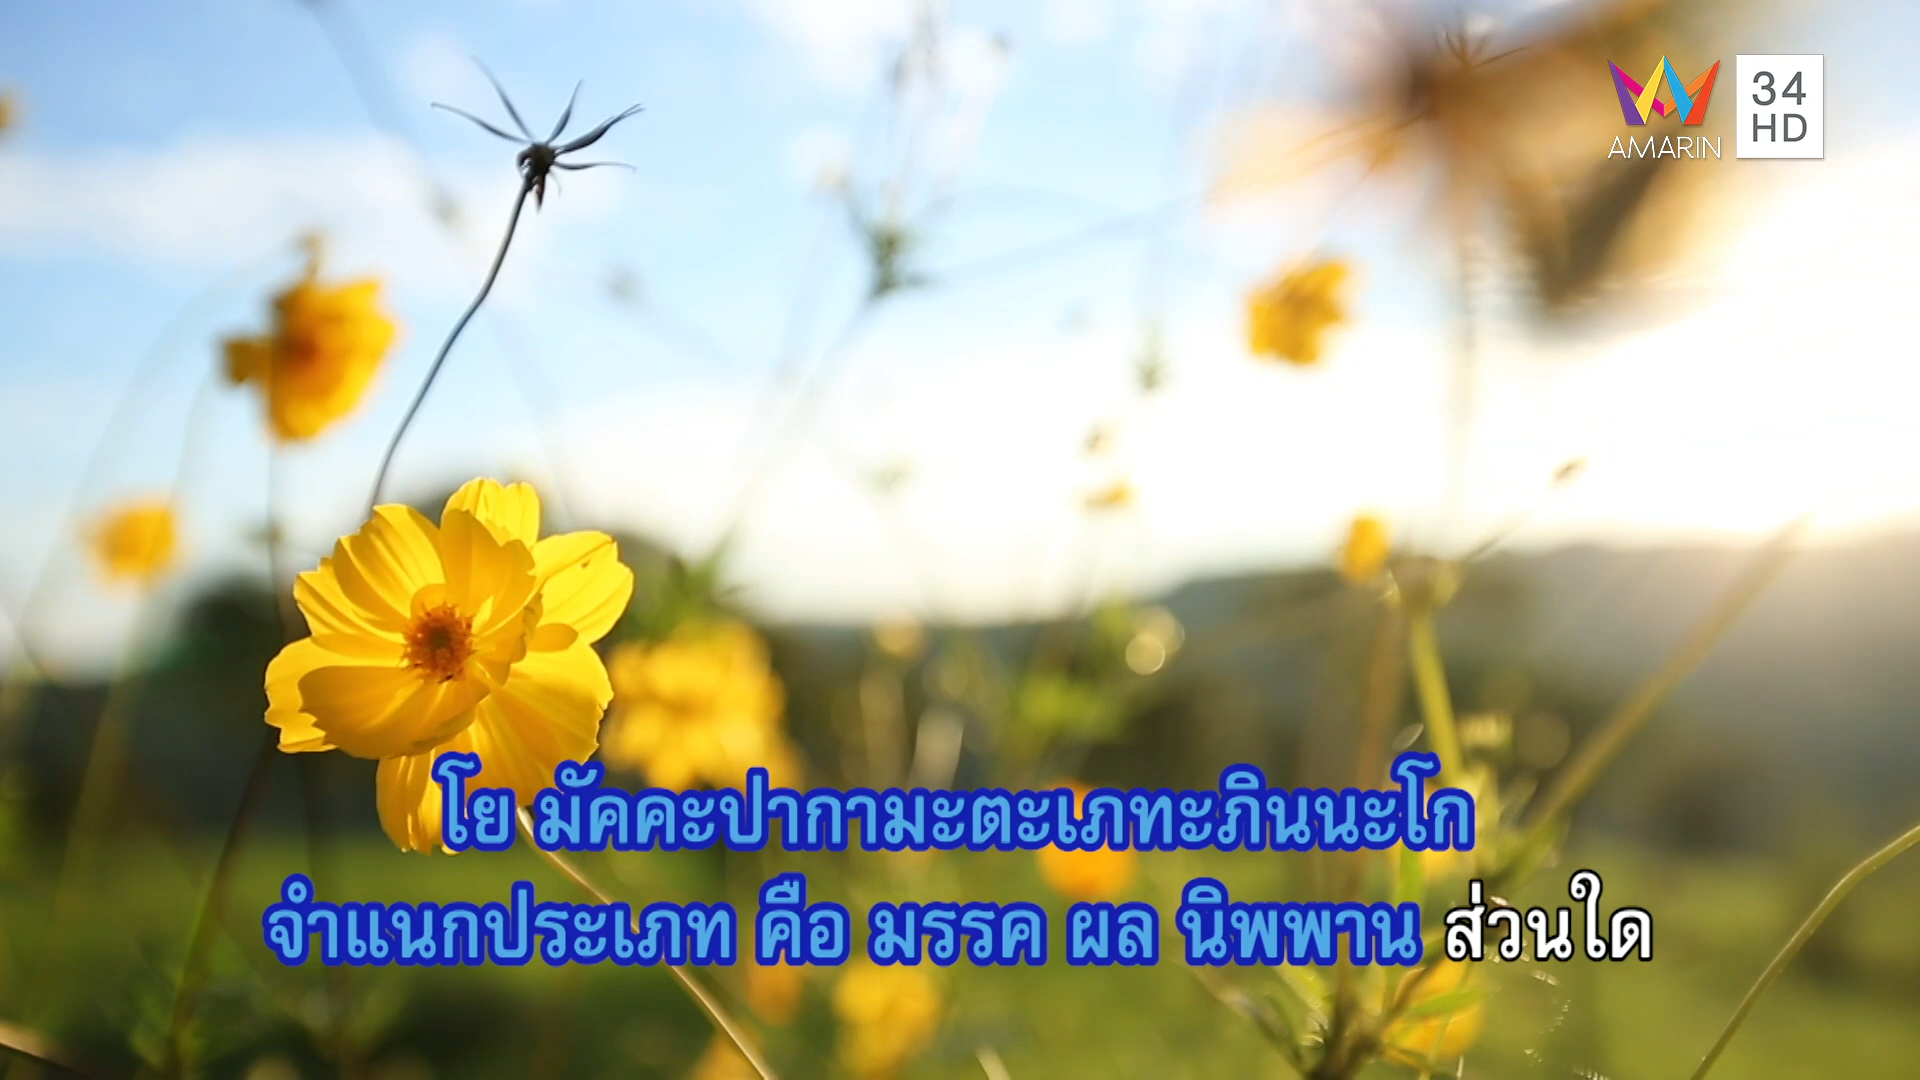 AMARIN
34
HD
โย มัคคะปากามะตะเภทะภินนะโก
จำแนกประเภท คือ มรรค ผล นิพพาน ส่วนใด